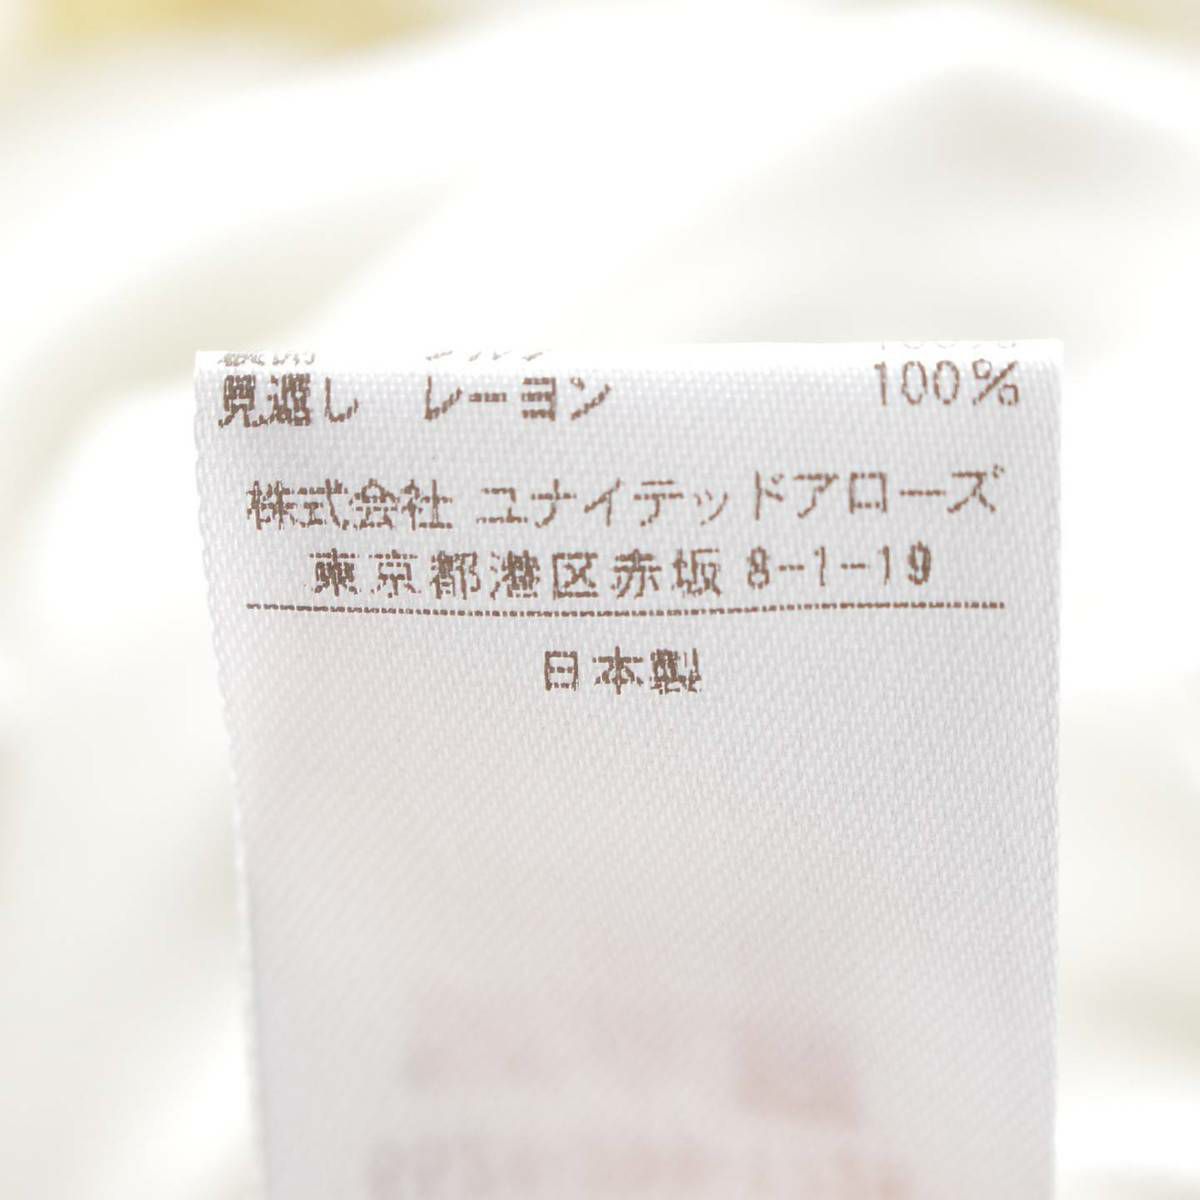 見返し レーヨン 100%
株式会社 ユナイテッドアローズ
東京都港区赤坂 8-1-19
日本製